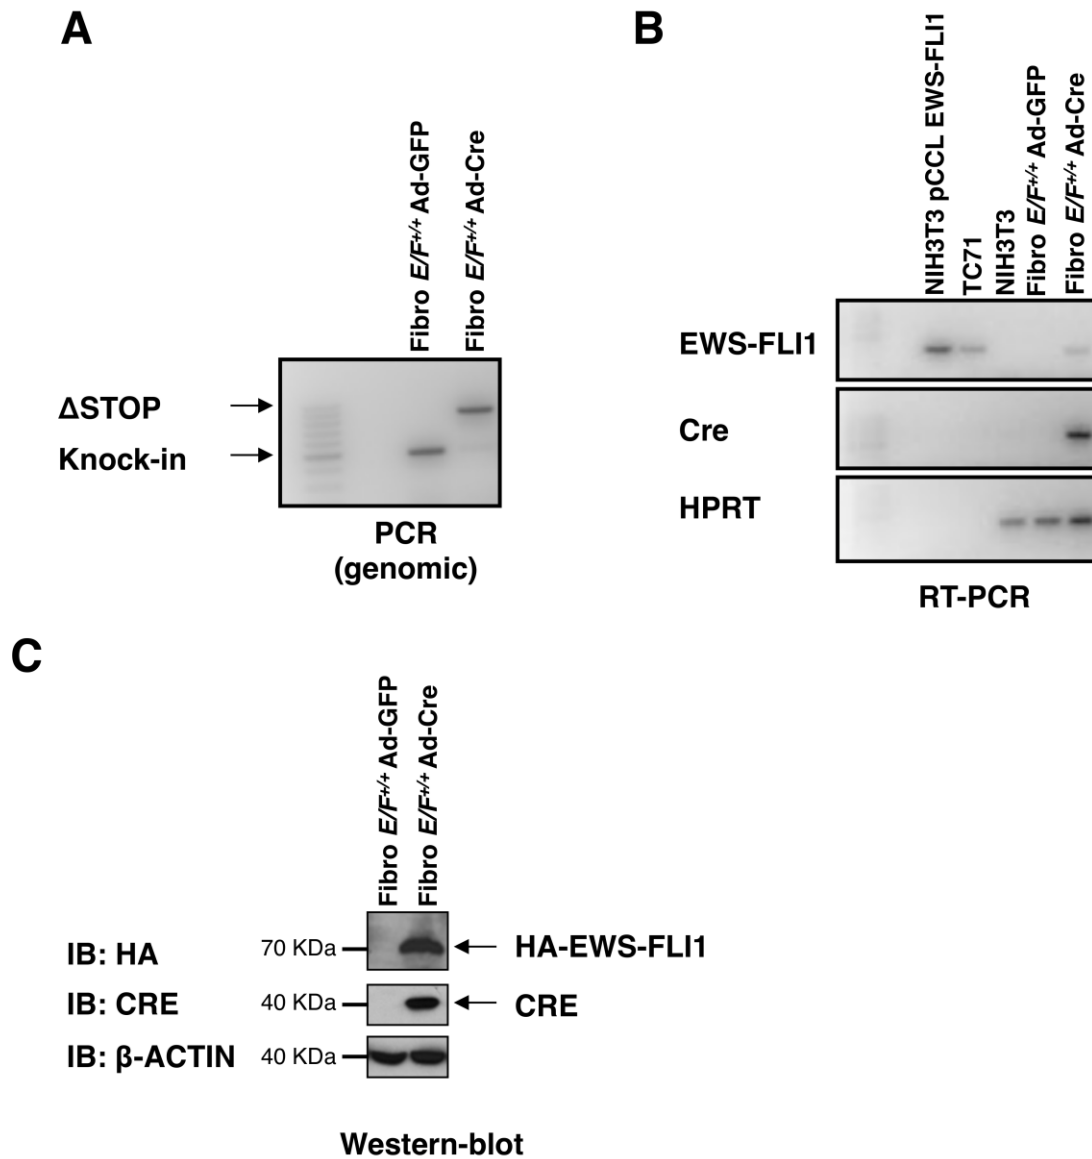 A
Fibro E/F+/+ Ad-GFP
Fibro E/F+/+ Ad-Cre
ΔSTOP
Knock-in
PCR
(genomic)
B
NIH3T3 pCCL EWS-FLI1
TC71
NIH3T3
Fibro E/F+/+ Ad-GFP
Fibro E/F+/+ Ad-Cre
EWS-FLI1
Cre
HPRT
RT-PCR
C
Fibro E/F+/+ Ad-GFP
Fibro E/F+/+ Ad-Cre
IB: HA 70 KDa HA-EWS-FLI1
IB: CRE 40 KDa CRE
IB: β-ACTIN 40 KDa
Western-blot